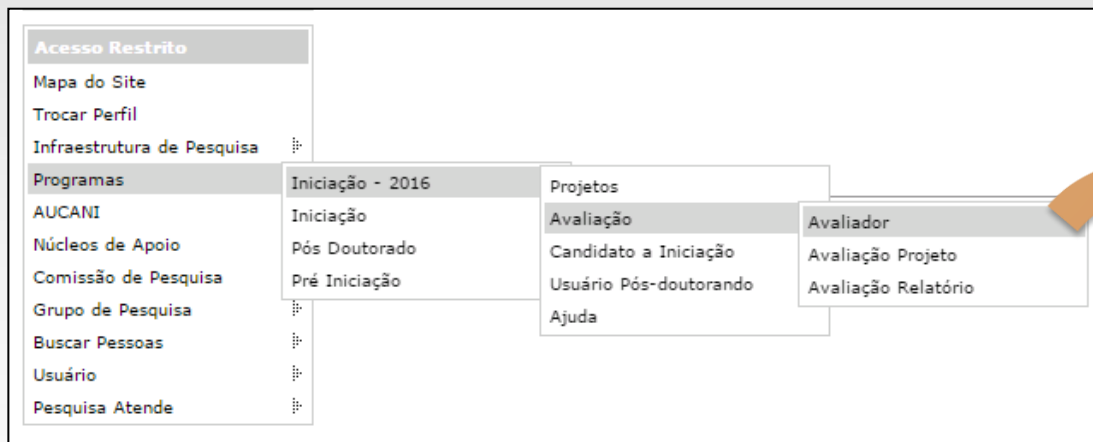 Acesso Restrito
Mapa do Site
Trocar Perfil
Infraestrutura de Pesquisa
Programas
AUCANI
Núcleos de Apoio
Comissão de Pesquisa
Grupo de Pesquisa
Buscar Pessoas
Usuário
Pesquisa Atende
Iniciação - 2016
Iniciação
Pós Doutorado
Pré Iniciação
Projetos
Avaliação
Candidato a Iniciação
Usuário Pós-doutorando
Ajuda
Avaliador
Avaliação Projeto
Avaliação Relatório